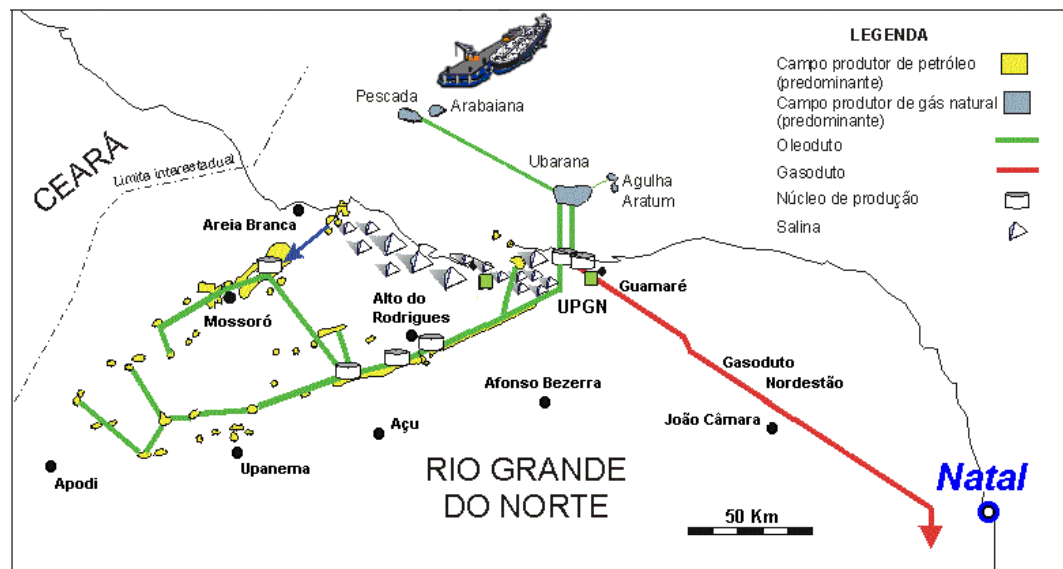 LEGENDA
Campo produtor de petróleo
(predominante)
Campo produtor de gás natural
(predominante)
Oleoduto
Gasoduto
Núcleo de produção
Salina
Pescada
Arabaiana
CEARÁ
Limite interestadual
Ubarana
Agulha
Aratum
Areia Branca
Guamaré
Mossoró
Alto do
Rodrigues
UPGN
Gasoduto
Nordestão
Afonso Bezerra
João Câmara
Açu
Upanema
Apodi
RIO GRANDE
DO NORTE
Natal
50 Km